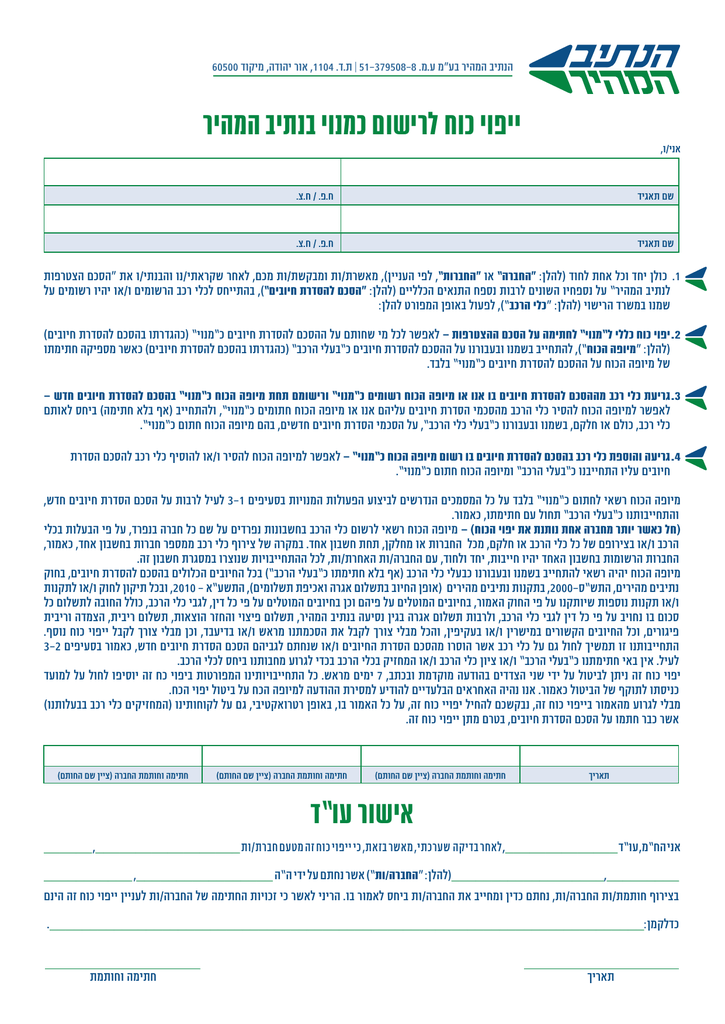 הנתיב
המהיר
הנתיב המהיר בע"מ ע.מ. 51-379508-8 | ת.ד. 1104, אור יהודה, מיקוד 60500
ייפוי כוח לרישום כמנוי בנתיב המהיר
אני/ו,
שם תאגיד ח.פ. / ח.צ.
שם תאגיד ח.פ. / ח.צ.
1. כולן יחד וכל אחת לחוד (להלן: "החברה" או "החברות", לפי העניין), מאשרת/ות ומבקשת/ות מכם, לאחר שקראתי/נו והבנתי/ו את "הסכם הצטרפות
לנתיב המהיר" על נספחיו השונים לרבות נספח התנאים הכלליים (להלן: "הסכם להסדרת חיובים"), בהתייחס לכלי רכב הרשומים ו/או יהיו רשומים על
שמנו במשרד הרישוי (להלן: "כלי הרכב"), לפעול באופן המפורט להלן:
2. יפוי כוח כללי ל"מנוי" לחתימה על הסכם ההצטרפות – לאפשר לכל מי שחותם על ההסכם להסדרת חיובים כ"מנוי" (כהגדרתו בהסכם להסדרת חיובים)
(להלן: "מיופה הכוח"), להתחייב בשמנו ובעבורנו על ההסכם להסדרת חיובים כ"בעלי הרכב" (כהגדרתו בהסכם להסדרת חיובים) כאשר מספיקה חתימתו
של מיופה הכוח על ההסכם להסדרת חיובים כ"מנוי" בלבד.
3. גריעת כלי רכב מההסכם להסדרת חיובים בו אנו או מיופה הכוח רשומים כ"מנוי" ורישומם תחת מיופה הכוח כ"מנוי" בהסכם להסדרת חיובים חדש –
לאפשר למיופה הכוח להסיר כלי הרכב מהסכמי הסדרת חיובים עליהם אנו או מיופה הכוח חתומים כ"מנוי", ולהתחייב (אף בלא חתימה) ביחס לאותם
כלי רכב, כולם או חלקם, בשמנו ובעבורנו כ"בעלי כלי הרכב", על הסכמי הסדרת חיובים חדשים, בהם מיופה הכוח חתום כ"מנוי".
4. גריעה והוספת כלי רכב בהסכם להסדרת חיובים בו רשום מיופה הכוח כ"מנוי" – לאפשר למיופה הכוח להסיר ו/או להוסיף כלי רכב להסכם הסדרת
חיובים עליו התחייבנו כ"בעלי הרכב" ומיופה הכוח חתום כ"מנוי".
מיופה הכוח רשאי לחתום כ"מנוי" בלבד על כל המסמכים הנדרשים לביצוע הפעולות המנויות בסעיפים 3-1 לעיל לרבות על הסכם הסדרת חיובים חדש,
והתחייבותנו כ"בעלי הרכב" תחול עם חתימתו, כאמור.
(חל כאשר יותר מחברה אחת נותנת את יפוי הכוח) – מיופה הכוח רשאי לרשום כלי הרכב בחשבונות נפרדים על שם כל חברה בנפרד, על פי הבעלות בכלי
הרכב ו/או בצירופם של כל כלי הרכב או חלקם, מכל החברות או מחלקן, תחת חשבון אחד. במקרה של צירוף כלי רכב ממספר חברות בחשבון אחד, כאמור,
החברות הרשומות בחשבון האחד יהיו חייבות, יחד ולחוד, עם החברה/ות האחרת/ות, לכל ההתחייבויות שנוצרו במסגרת חשבון זה.
מיופה הכוח יהיה רשאי להתחייב בשמנו ובעבורנו כבעלי כלי הרכב (אף בלא חתימתו כ"בעלי הרכב") בכל החיובים הכלולים בהסכם להסדרת חיובים, בחוק
נתיבים מהירים, התש"ס-2000, בתקנות נתיבים מהירים (אופן החיוב בתשלום אגרה ואכיפת תשלומים), התשע"א – 2010, ובכל תיקון לחוק ו/או לתקנות
ו/או תקנות נוספות שיותקנו על פי החוק האמור, בחיובים המוטלים על פיהם וכן בחיובים המוטלים על פי כל דין, לגבי כלי הרכב, כולל החובה לתשלום כל
סכום בו נחויב על פי כל דין לגבי כלי הרכב, ולרבות תשלום אגרה בגין נסיעה בנתיב המהיר, תשלום פיצוי והחזר הוצאות, תשלום ריבית, הצמדה וריבית
פיגורים, וכל החיובים הקשורים במישרין ו/או בעקיפין, והכל מבלי צורך לקבל את הסכמתנו מראש ו/או בדיעבד, וכן מבלי צורך לקבל ייפוי כוח נוסף.
התחייבותנו זו תמשיך לחול גם על כלי רכב אשר הוסרו מהסכם הסדרת החיובים ו/או שנחתם לגביהם הסכם הסדרת חיובים חדש, כאמור בסעיפים 3-2
לעיל. אין באי חתימתנו כ"בעלי הרכב" ו/או ציון כלי הרכב ו/או המחזיק בכלי הרכב בכדי לגרוע מחבותנו ביחס לכלי הרכב.
יפוי כוח זה ניתן לביטול על ידי שני הצדדים בהודעה מוקדמת ובכתב, 7 ימים מראש. כל התחייבויותינו המפורטות ביפוי כח זה יוסיפו לחול על למועד
כניסתו לתוקף של הביטול כאמור. אנו נהיה האחראים הבלעדיים להודיע למסירת ההודעה למיופה הכח על ביטול יפוי הכח.
מבלי לגרוע מהאמור בייפוי כוח זה, נבקשכם להחיל יפויי כוח זה, על כל האמור בו, באופן רטרואקטיבי, גם על לקוחותינו (המחזיקים כלי רכב בבעלותנו)
אשר כבר חתמו על הסכם הסדרת חיובים, בטרם מתן ייפוי כוח זה.
תאריך חתימה וחותמת החברה (ציין שם החותם) חתימה וחותמת החברה (ציין שם החותם) חתימה וחותמת החברה (ציין שם החותם)
אישור עו"ד
אני הח"מ, עו"ד ,לאחר בדיקה שערכתי, מאשר בזאת, כי ייפוי כוח זה מטעם חברת/ות , 
, (להלן: "החברה/ות") אשר נחתם על ידי ה"ה ,
בצירוף חותמת/ות החברה/ות, נחתם כדין ומחייב את החברה/ות ביחס לאמור בו. הריני לאשר כי זכויות החתימה של החברה/ות לעניין ייפוי כוח זה הינם
כדלקמן: .
תאריך חתימה וחותמת